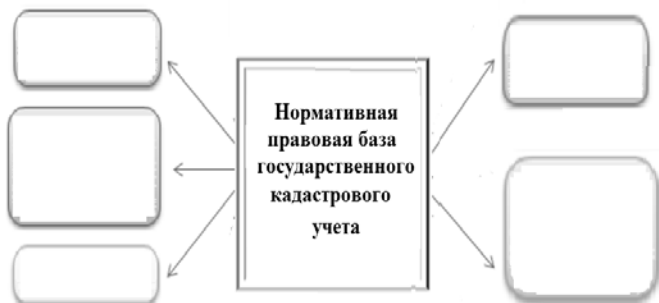 Нормативная
правовая база
государственного
кадастрового
учета